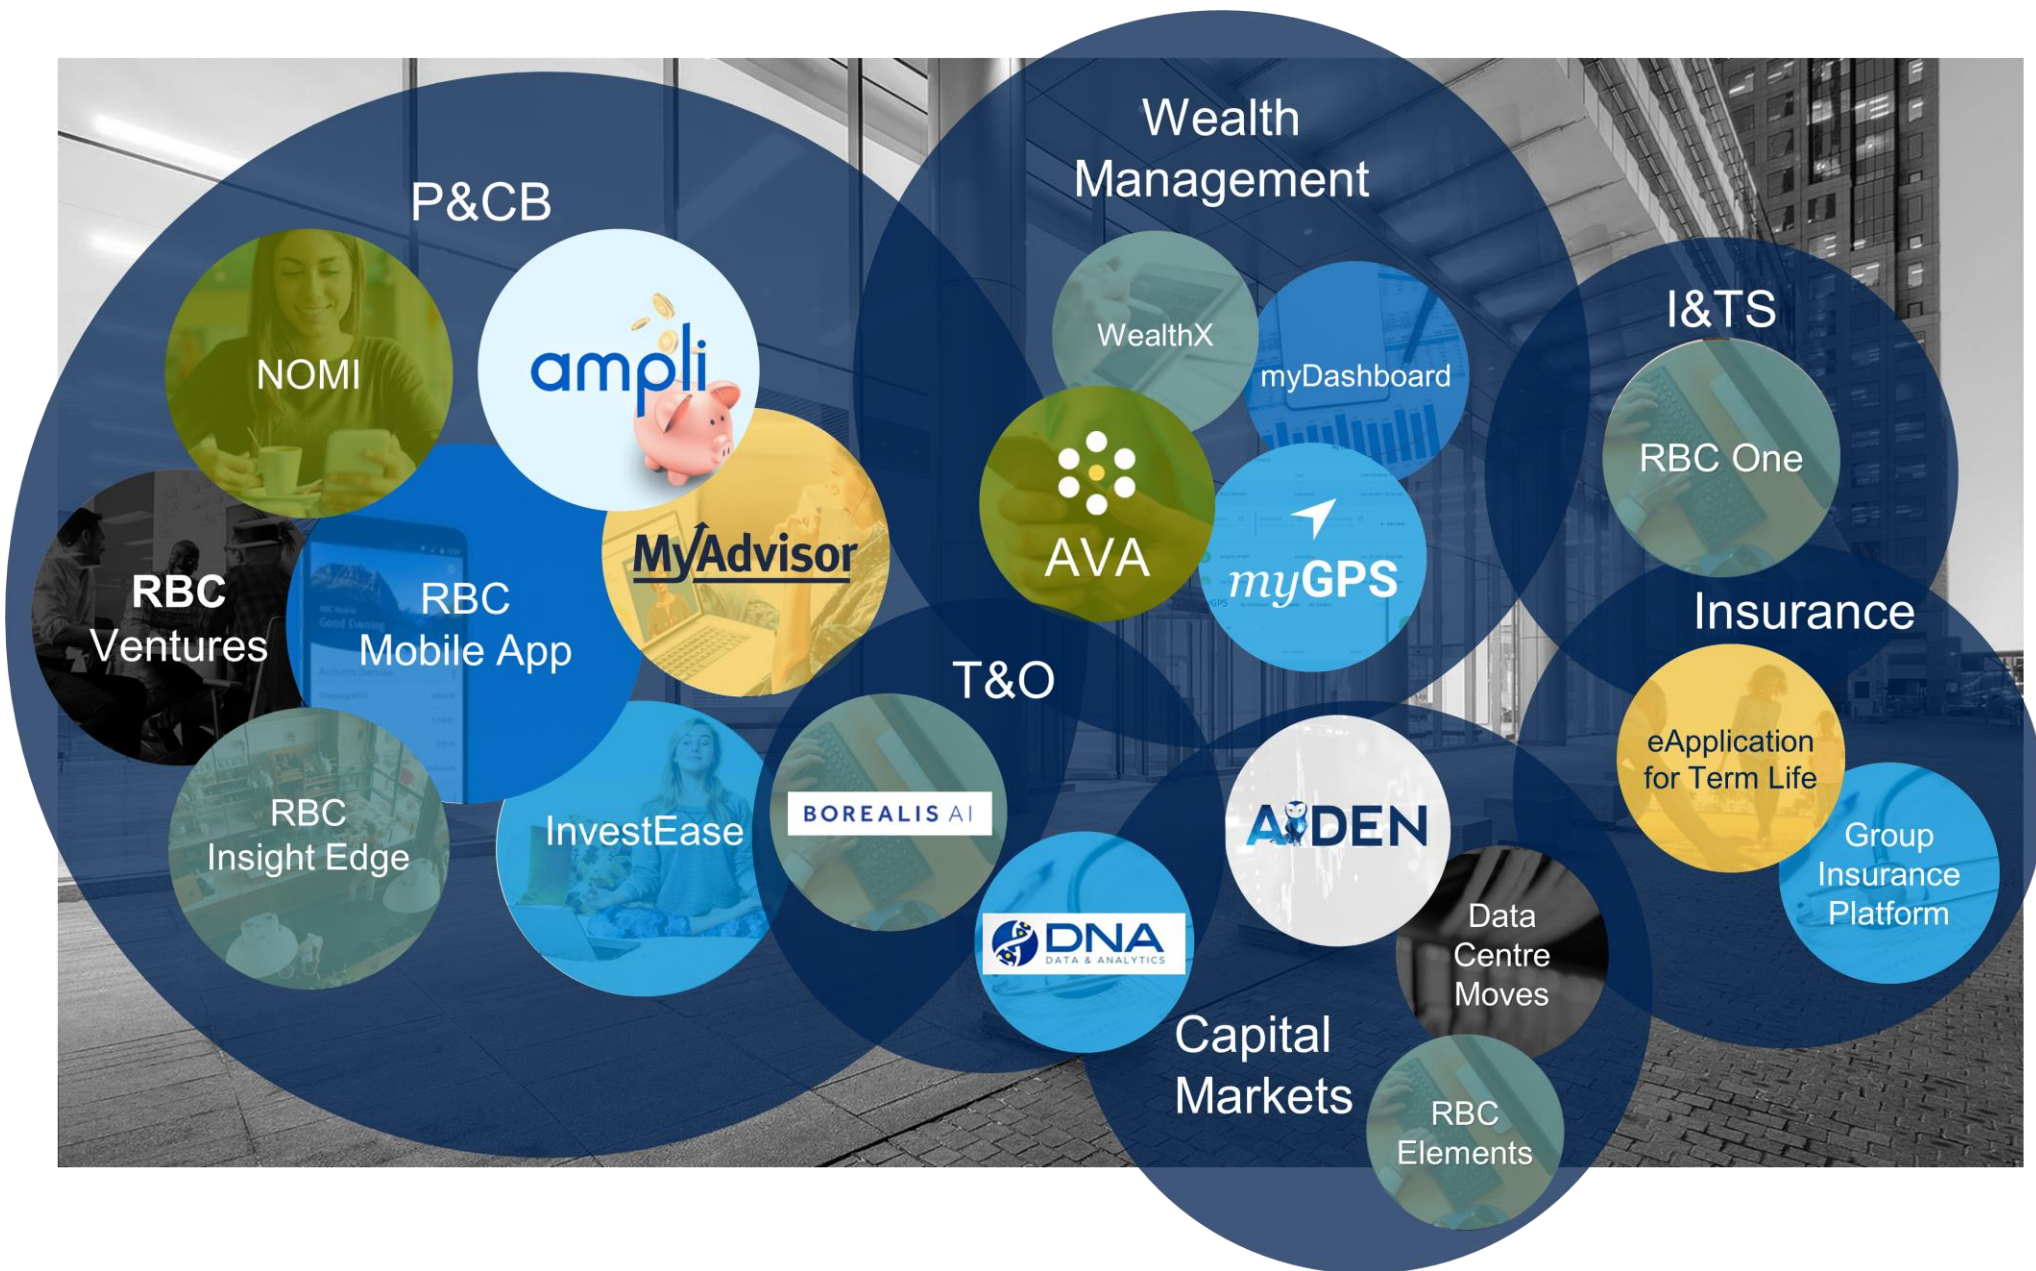 P&CB
NOMI
ampli
MyAdvisor
RBC
Ventures
RBC
Mobile App
Good Evening
RBC
Insight Edge
InvestEase
Wealth
Management
WealthX
myDashboard
AVA
myGPS
I&TS
RBC One
Insurance
eApplication
for Term Life
Group
Insurance
Platform
T&O
BOREALIS AI
DNA
DATA & ANALYTICS
AIDEN
Data
Centre
Moves
Capital
Markets
RBC
Elements